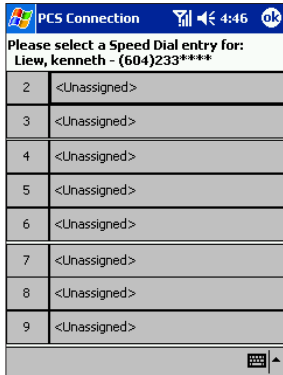 PCS Connection 4:46 ok
Please select a Speed Dial entry for:
Liew, kenneth - (604)233****
2 <Unassigned>
3 <Unassigned>
4 <Unassigned>
5 <Unassigned>
6 <Unassigned>
7 <Unassigned>
8 <Unassigned>
9 <Unassigned>